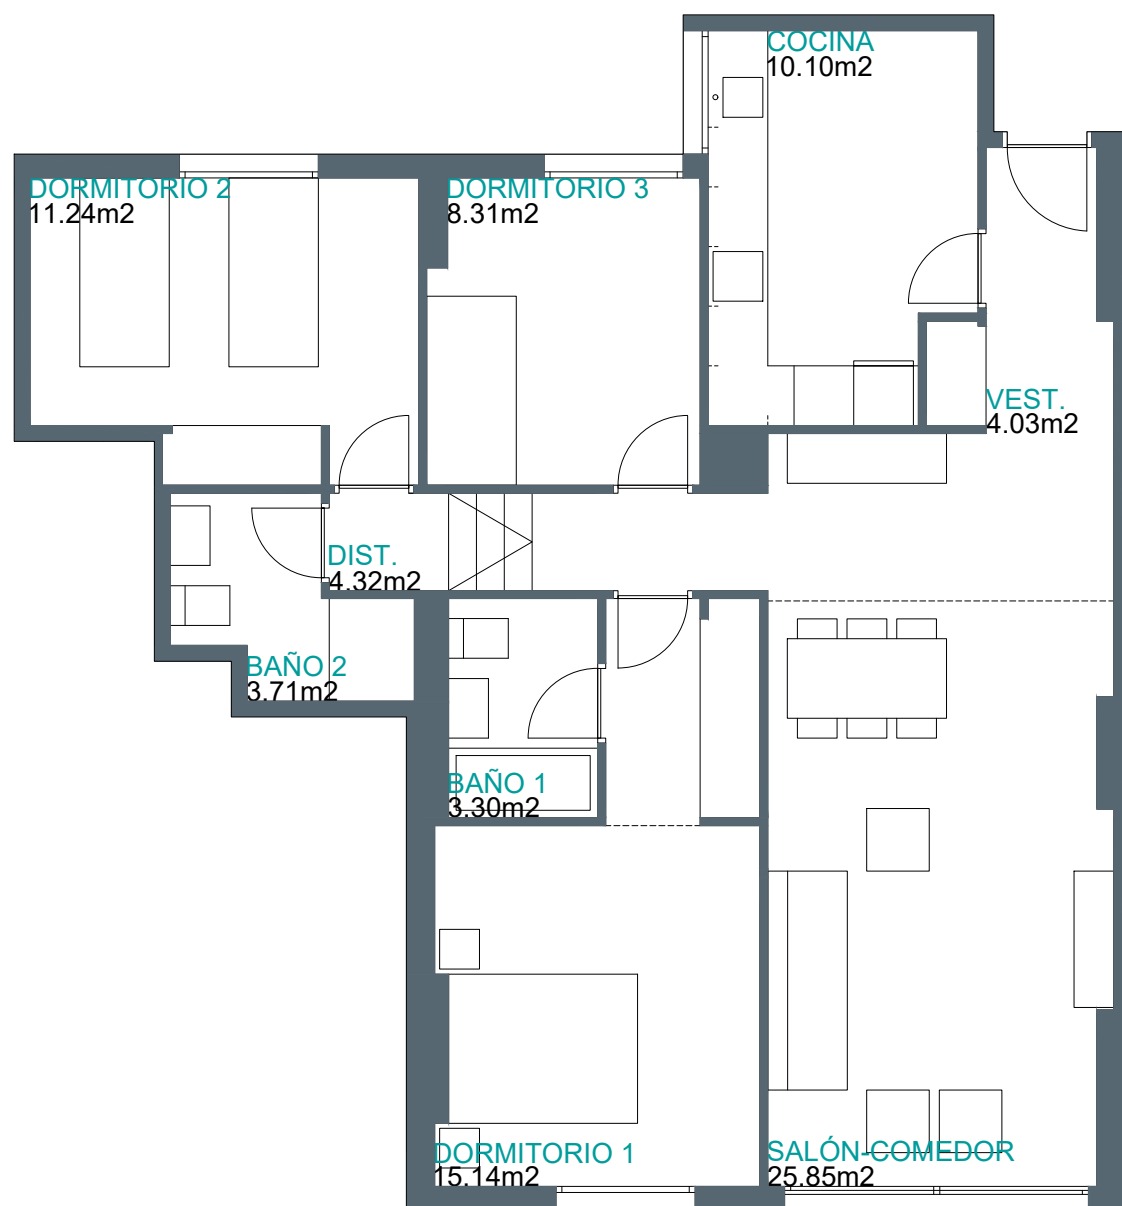 COCINA
10.10m2
DORMITORIO 2
11.24m2
DORMITORIO 3
8.31m2
VEST.
4.03m2
DIST.
4.32m2
BAÑO 2
3.71m2
BAÑO 1
3.30m2
DORMITORIO 1
15.14m2
SALÓN-COMEDOR
25.85m2